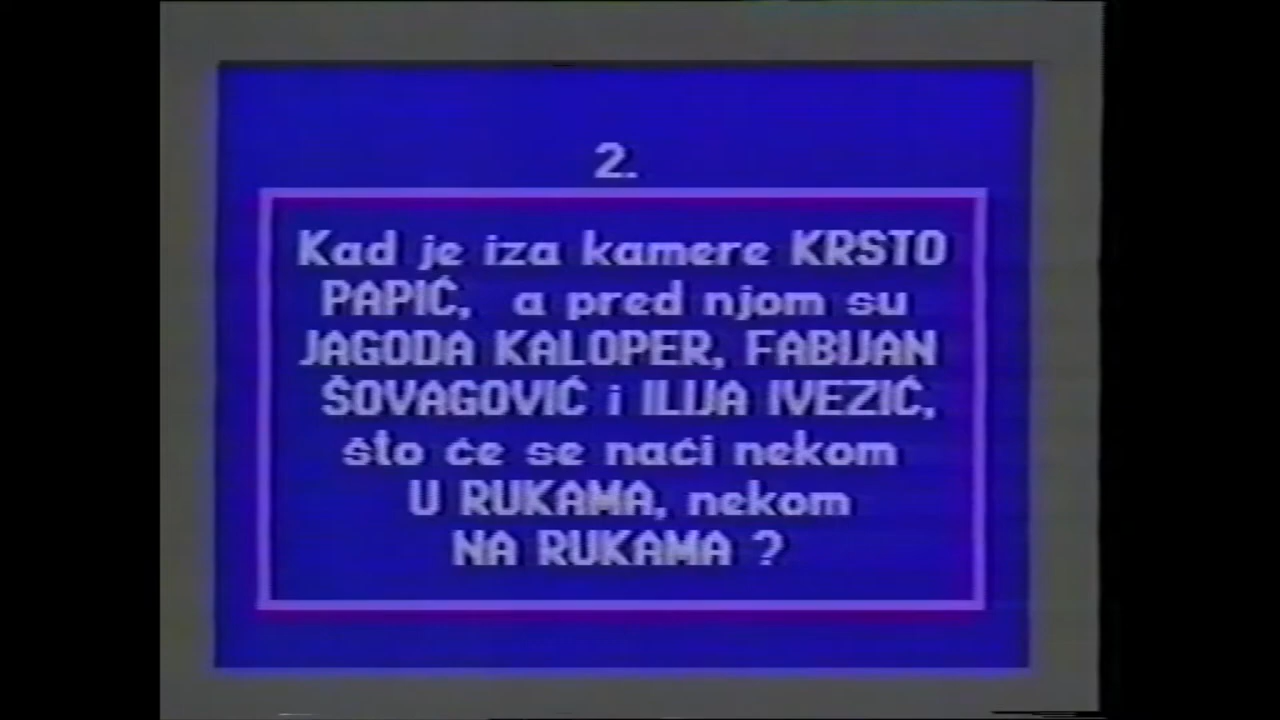 2.
Kad je iza kamere KRSTO
PAPIĆ, a pred njom su
JAGODA KALOPER, FABIJAN
ŠOVAGOVIĆ i ILIJA IVEZIĆ,
što će se naći nekom
U RUKAMA, nekom
NA RUKAMA ?